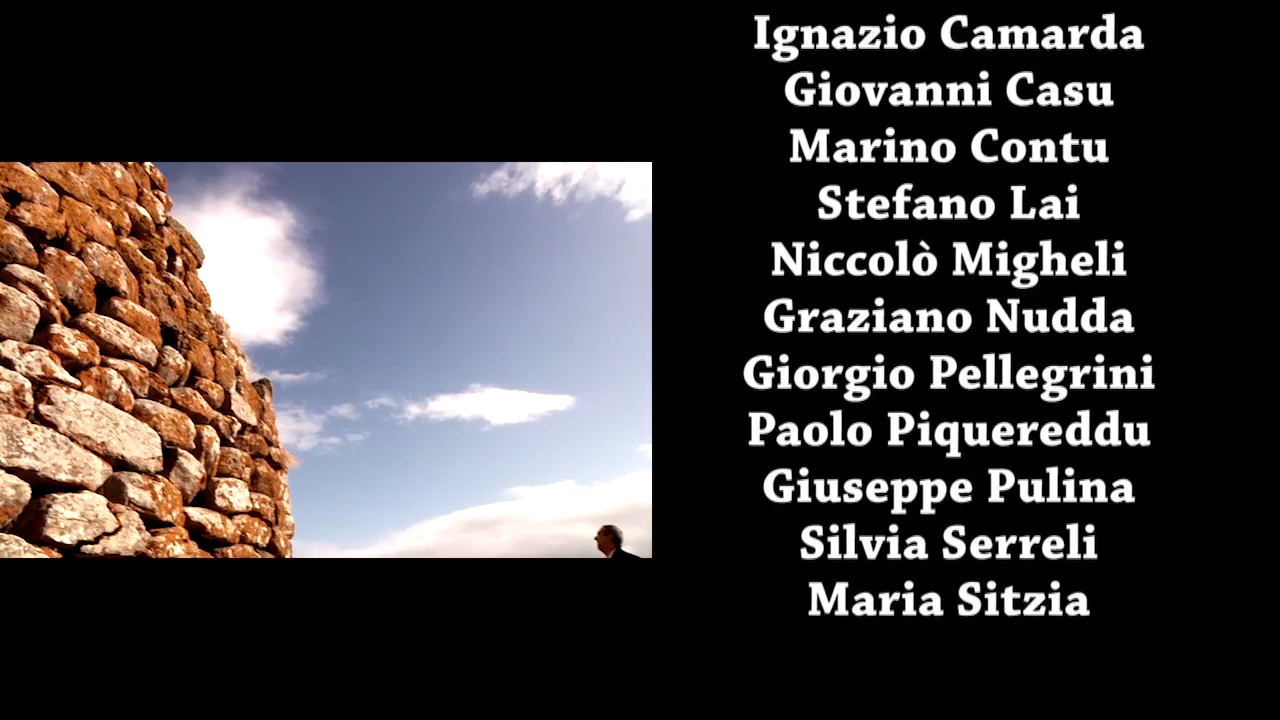 Ignazio Camarda
Giovanni Casu
Marino Contu
Stefano Lai
Niccolò Migheli
Graziano Nudda
Giorgio Pellegrini
Paolo Piquereddu
Giuseppe Pulina
Silvia Serreli
Maria Sitzia